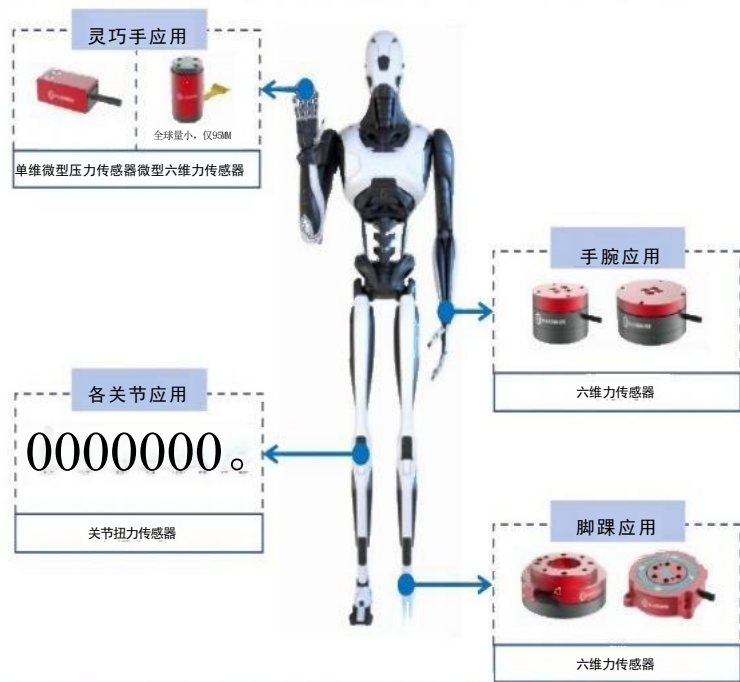 灵巧手应用
全球量小，仅95MM
单维微型压力传感器微型六维力传感器
手腕应用
六维力传感器
各关节应用
0000000。
关节扭力传感器
脚踝应用
六维力传感器